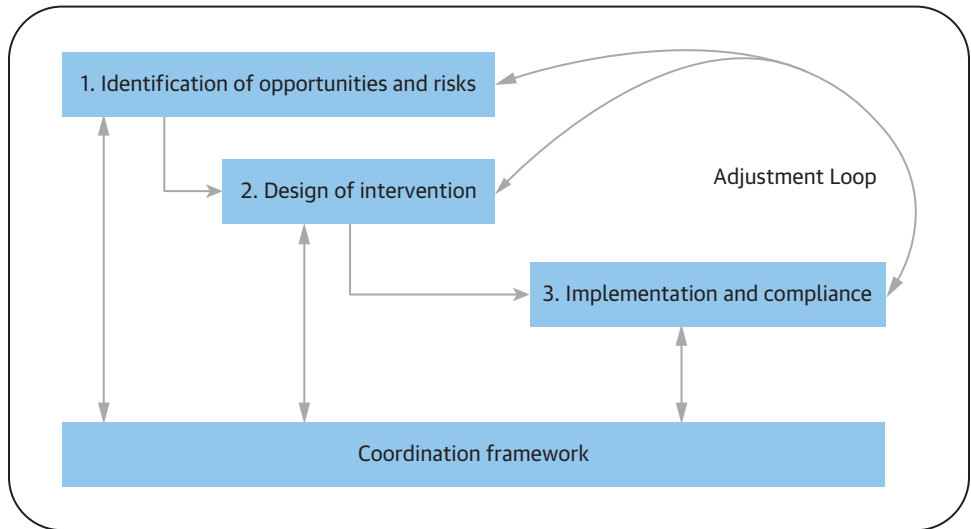 1. Identification of opportunities and risks
2. Design of intervention
Adjustment Loop
3. Implementation and compliance
Coordination framework